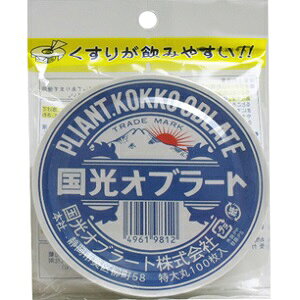 くすりが飲みやすい!!
PLIANT KOKKO OBLATE
TRADE MARK
国光オブラート
4961 9812
国光オブラート株式会社
本社
特大丸100枚入